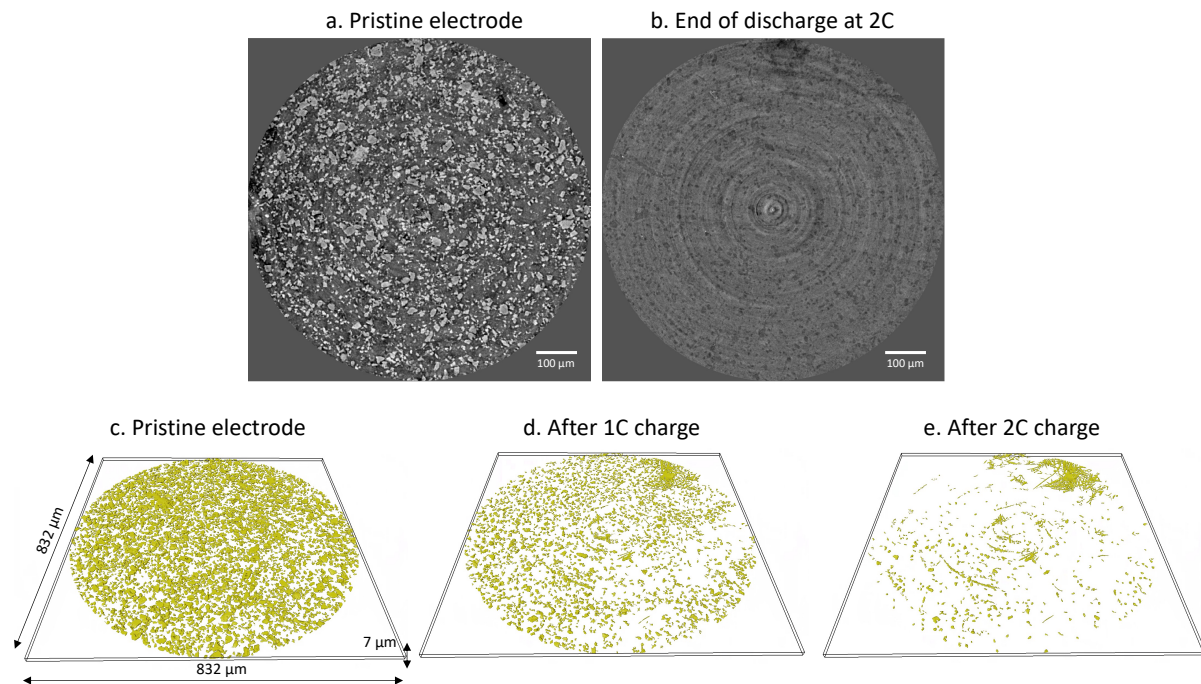 a. Pristine electrode
b. End of discharge at 2C
100 µm
100 µm
c. Pristine electrode
d. After 1C charge
e. After 2C charge
832 µm
7 µm
832 µm